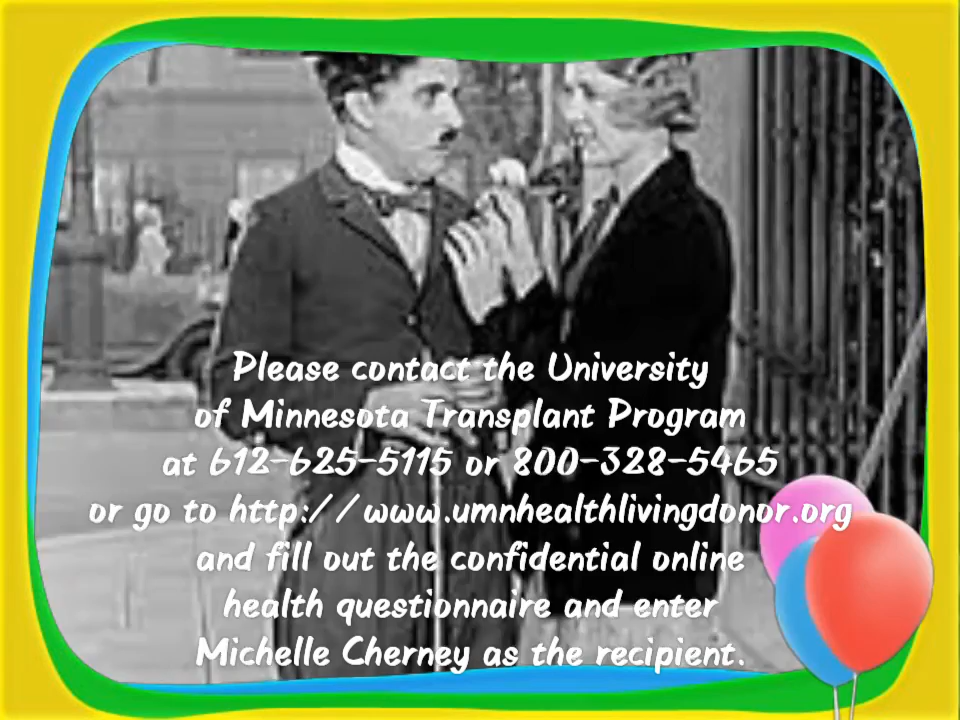 Please contact the University
of Minnesota Transplant Program
at 612-625-5115 or 800-328-5465
or go to http://www.umnhealthlivingdonor.org
and fill out the confidential online
health questionnaire and enter
Michelle Cherney as the recipient.